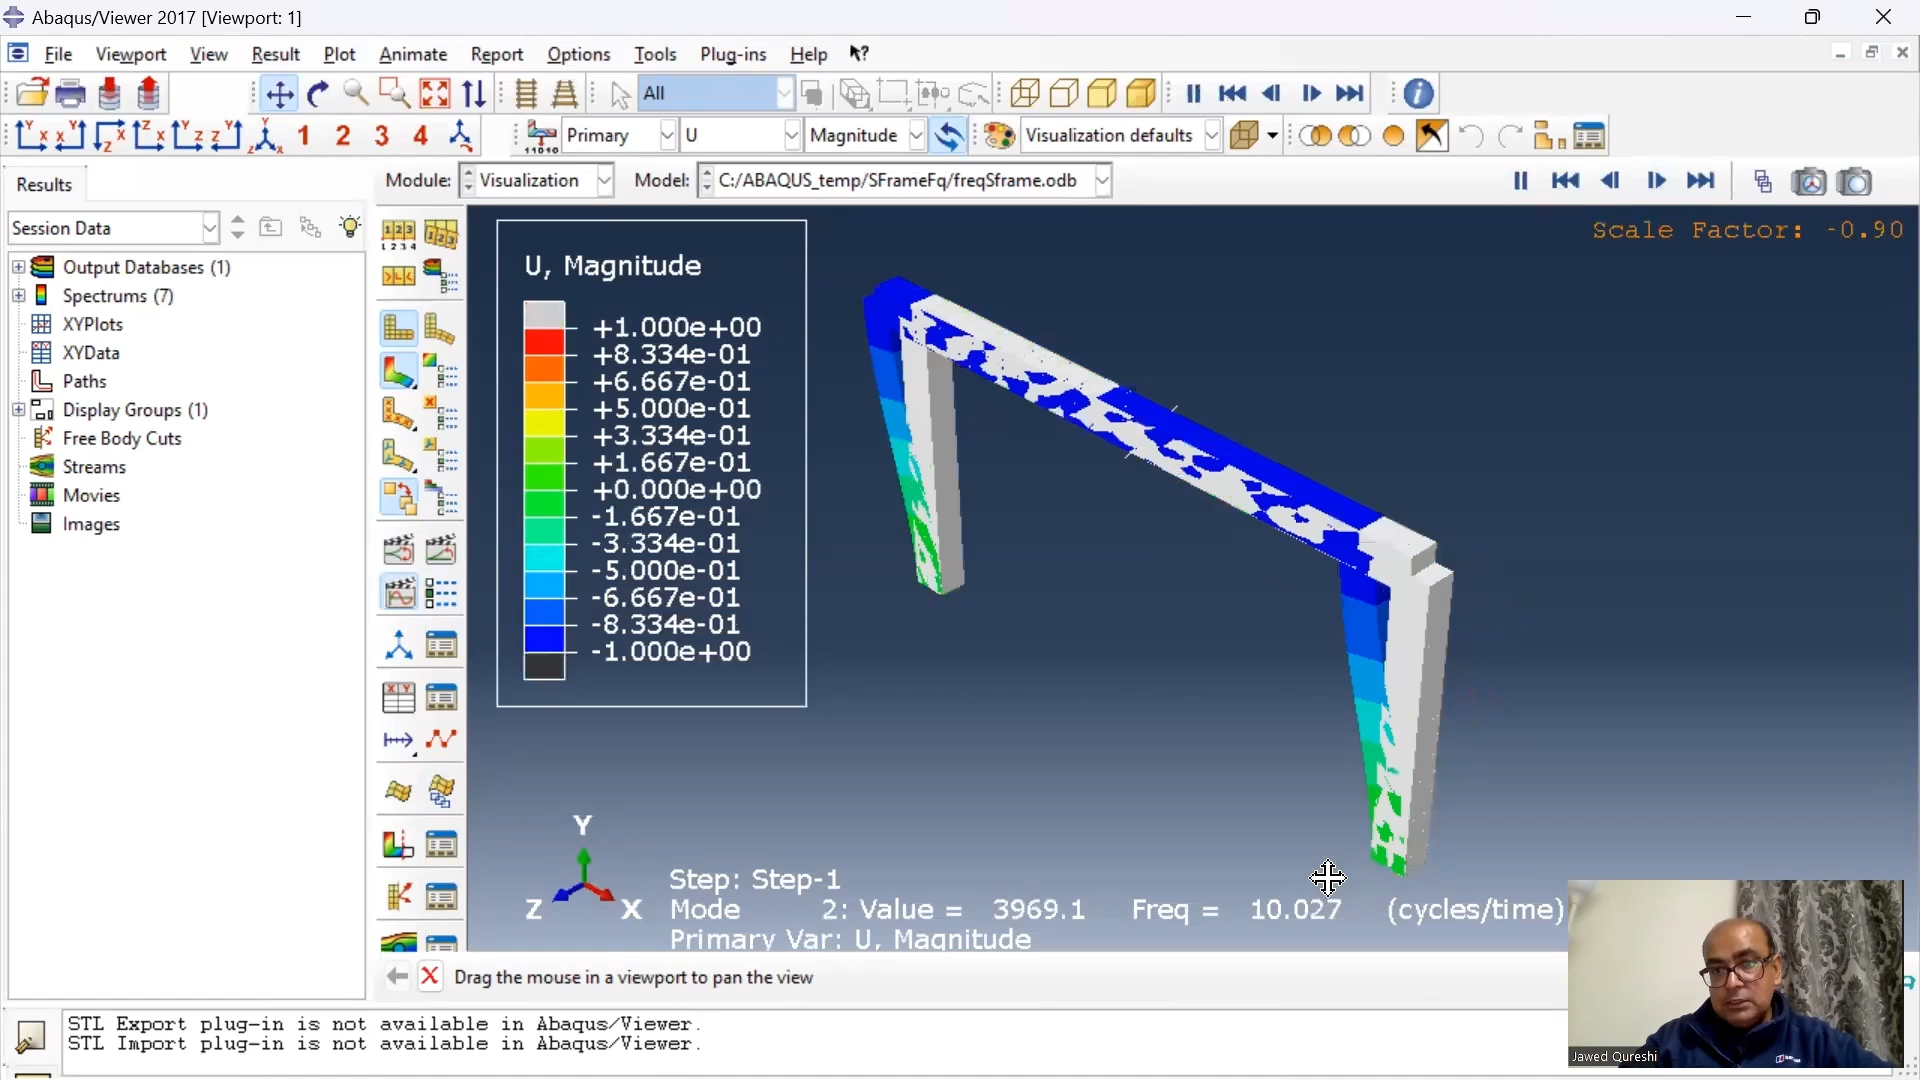 Abaqus/Viewer 2017 [Viewport: 1]
File Viewport View Result Plot Animate Report Options Tools Plug-ins Help
All
1 2 3 4 Primary U Magnitude Visualization defaults
Results Module: Visualization Model: C:/ABAQUS_temp/SFrameFq/freqSframe.odb
Session Data
Output Databases (1)
Spectrums (7)
XYPlots
XYData
Paths
Display Groups (1)
Free Body Cuts
Streams
Movies
Images
Scale Factor: -0.90
U, Magnitude
+1.000e+00
+8.334e-01
+6.667e-01
+5.000e-01
+3.334e-01
+1.667e-01
+0.000e+00
-1.667e-01
-3.334e-01
-5.000e-01
-6.667e-01
-8.334e-01
-1.000e+00
Y
Z X
Step: Step-1
Mode 2: Value = 3969.1 Freq = 10.027 (cycles/time)
Primary Var: U, Magnitude
Drag the mouse in a viewport to pan the view
STL Export plug-in is not available in Abaqus/Viewer.
STL Import plug-in is not available in Abaqus/Viewer.
Jawed Qureshi